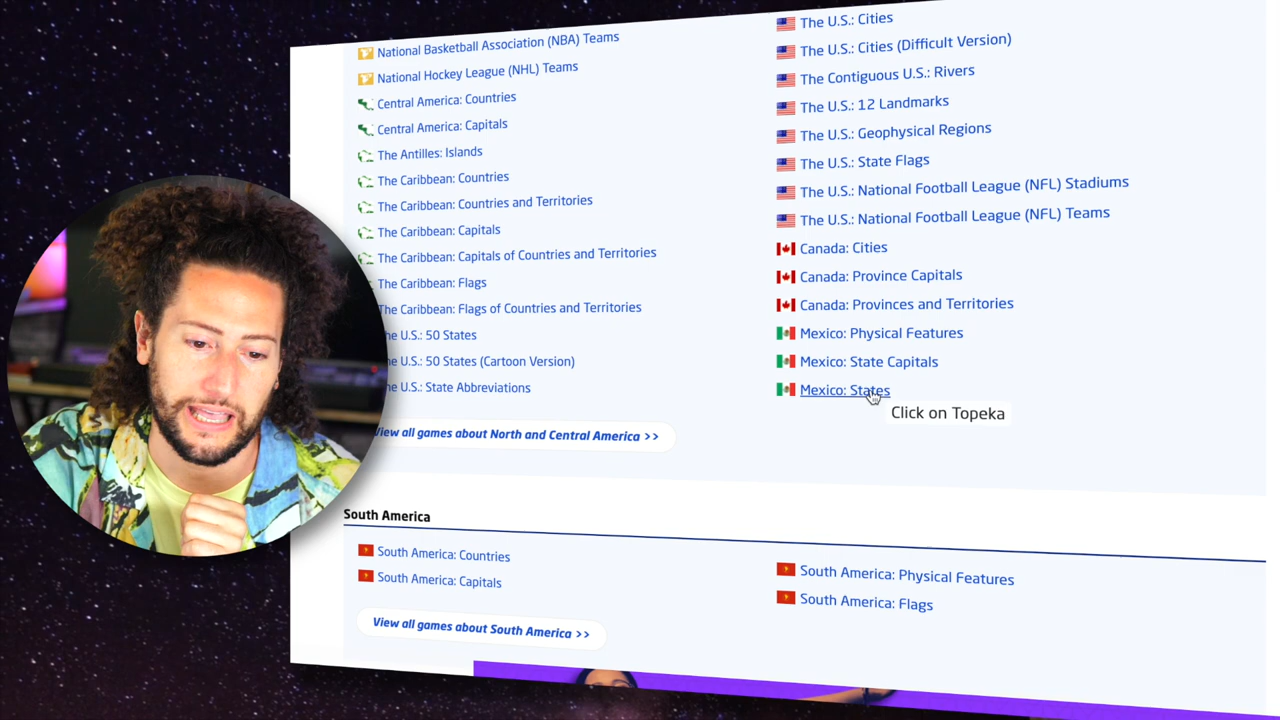 National Basketball Association (NBA) Teams
National Hockey League (NHL) Teams
Central America: Countries
Central America: Capitals
The Antilles: Islands
The Caribbean: Countries
The Caribbean: Countries and Territories
The Caribbean: Capitals
The Caribbean: Capitals of Countries and Territories
The Caribbean: Flags
The Caribbean: Flags of Countries and Territories
U.S.: 50 States
U.S.: 50 States (Cartoon Version)
U.S.: State Abbreviations
View all games about North and Central America >>
The U.S.: Cities
The U.S.: Cities (Difficult Version)
The Contiguous U.S.: Rivers
The U.S.: 12 Landmarks
The U.S.: Geophysical Regions
The U.S.: State Flags
The U.S.: National Football League (NFL) Stadiums
The U.S.: National Football League (NFL) Teams
Canada: Cities
Canada: Province Capitals
Canada: Provinces and Territories
Mexico: Physical Features
Mexico: State Capitals
Mexico: States
Click on Topeka
South America
South America: Countries
South America: Capitals
South America: Physical Features
South America: Flags
View all games about South America >>